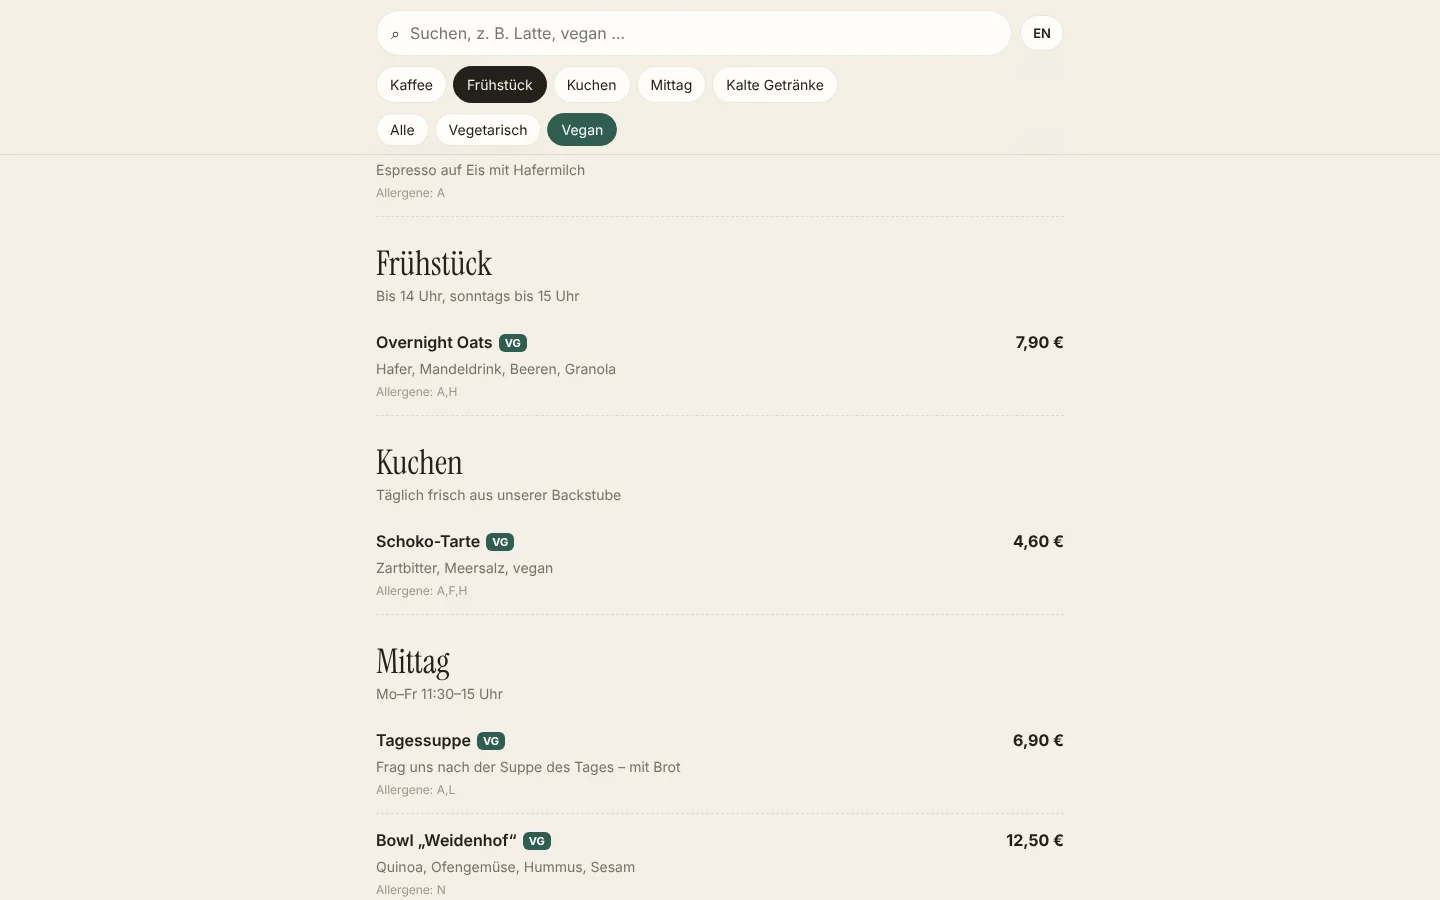 Suchen, z. B. Latte, vegan ...
EN
Kaffee
Frühstück
Kuchen
Mittag
Kalte Getränke
Alle
Vegetarisch
Vegan
Espresso auf Eis mit Hafermilch
Allergene: A
Frühstück
Bis 14 Uhr, sonntags bis 15 Uhr
Overnight Oats VG 7,90 €
Hafer, Mandeldrink, Beeren, Granola
Allergene: A,H
Kuchen
Täglich frisch aus unserer Backstube
Schoko-Tarte VG 4,60 €
Zartbitter, Meersalz, vegan
Allergene: A,F,H
Mittag
Mo–Fr 11:30–15 Uhr
Tagessuppe VG 6,90 €
Frag uns nach der Suppe des Tages – mit Brot
Allergene: A,L
Bowl „Weidenhof“ VG 12,50 €
Quinoa, Ofengemüse, Hummus, Sesam
Allergene: N